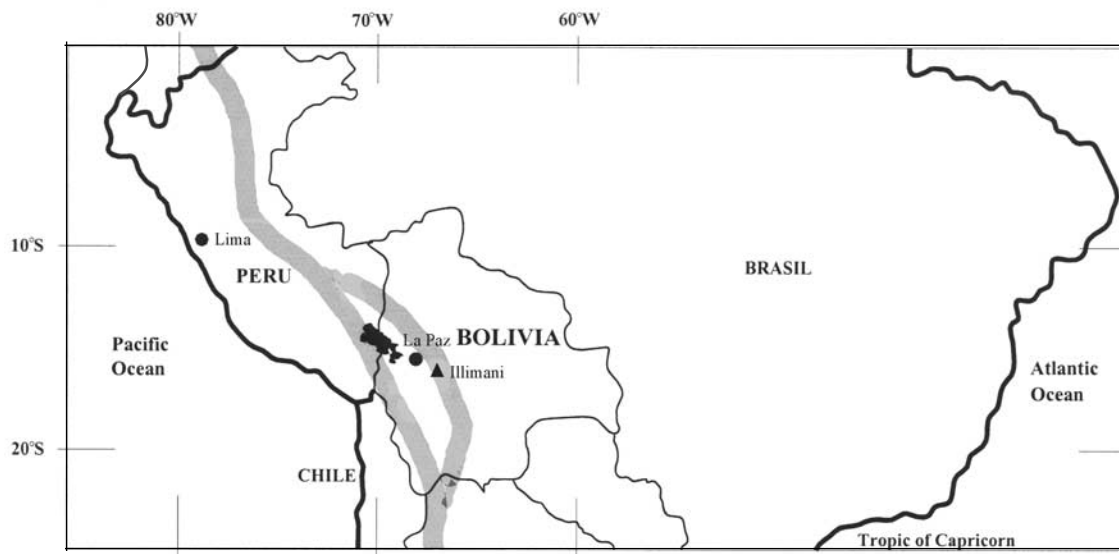 80°W 70°W 60°W
10°S
Lima
PERU
BRASIL
Pacific
Ocean
La Paz
BOLIVIA
Illimani
Atlantic
Ocean
20°S
CHILE
Tropic of Capricorn